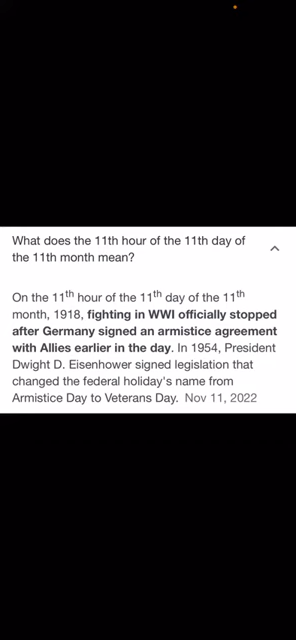 What does the 11th hour of the 11th day of
the 11th month mean?
On the 11th hour of the 11th day of the 11th
month, 1918, fighting in WWI officially stopped
after Germany signed an armistice agreement
with Allies earlier in the day. In 1954, President
Dwight D. Eisenhower signed legislation that
changed the federal holiday's name from
Armistice Day to Veterans Day. Nov 11, 2022